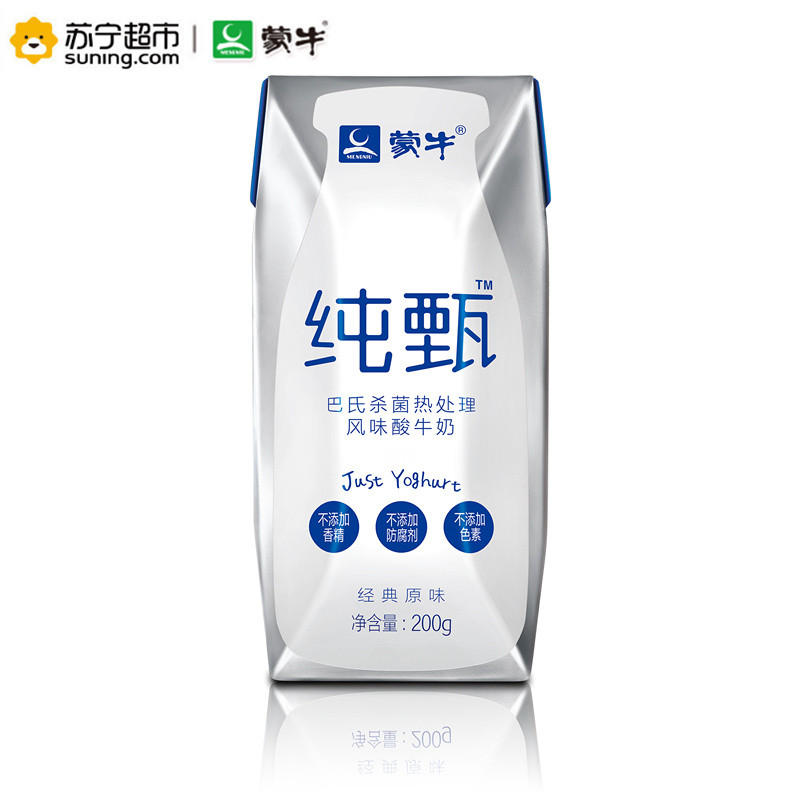 苏宁超市
suning.com
MENGNIU
蒙牛
MENGNIU
蒙牛®
纯甄™
巴氏杀菌热处理
风味酸牛奶
Just Yoghurt
不添加
香精
不添加
防腐剂
不添加
色素
经典原味
净含量：200g